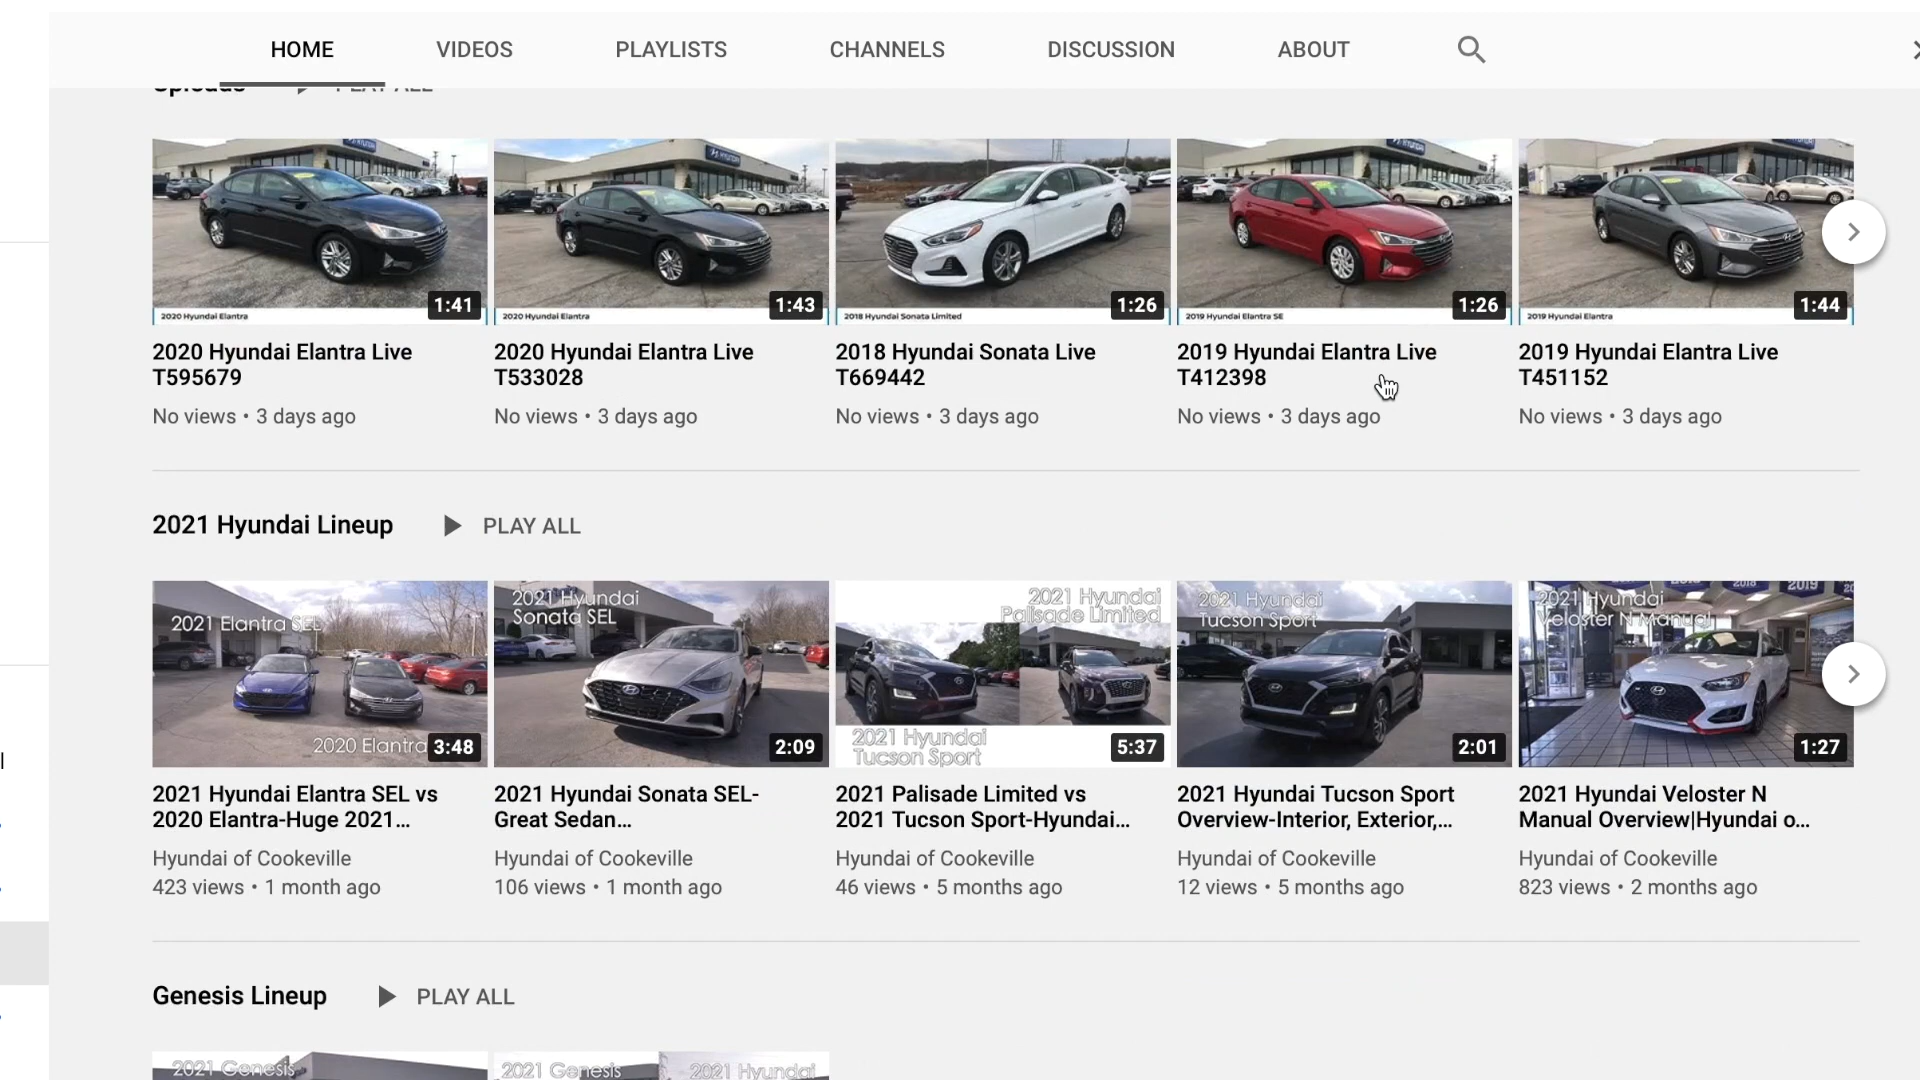 HOME VIDEOS PLAYLISTS CHANNELS DISCUSSION ABOUT
Uploads PLAY ALL
HYUNDAI
2020 Hyundai Elantra
1:41
2020 Hyundai Elantra
1:43
2018 Hyundai Sonata Limited
1:26
2019 Hyundai Elantra SE
1:26
2019 Hyundai Elantra
1:44
2020 Hyundai Elantra Live
T595679
No views • 3 days ago
2020 Hyundai Elantra Live
T533028
No views • 3 days ago
2018 Hyundai Sonata Live
T669442
No views • 3 days ago
2019 Hyundai Elantra Live
T412398
No views • 3 days ago
2019 Hyundai Elantra Live
T451152
No views • 3 days ago
2021 Hyundai Lineup PLAY ALL
2021 Elantra SEL
2020 Elantra
3:48
2021 Hyundai
Sonata SEL
2:09
2021 Hyundai
Palisade Limited
2021 Hyundai
Tucson Sport
5:37
2021 Hyundai
Tucson Sport
2:01
2018 2019
2021 Hyundai
Veloster N Manual
1:27
2021 Hyundai Elantra SEL vs
2020 Elantra-Huge 2021...
Hyundai of Cookeville
423 views • 1 month ago
2021 Hyundai Sonata SEL-
Great Sedan...
Hyundai of Cookeville
106 views • 1 month ago
2021 Palisade Limited vs
2021 Tucson Sport-Hyundai...
Hyundai of Cookeville
46 views • 5 months ago
2021 Hyundai Tucson Sport
Overview-Interior, Exterior,...
Hyundai of Cookeville
12 views • 5 months ago
2021 Hyundai Veloster N
Manual Overview|Hyundai o...
Hyundai of Cookeville
823 views • 2 months ago
Genesis Lineup PLAY ALL
2021 Genesis
2021 Genesis
2021 Hyundai